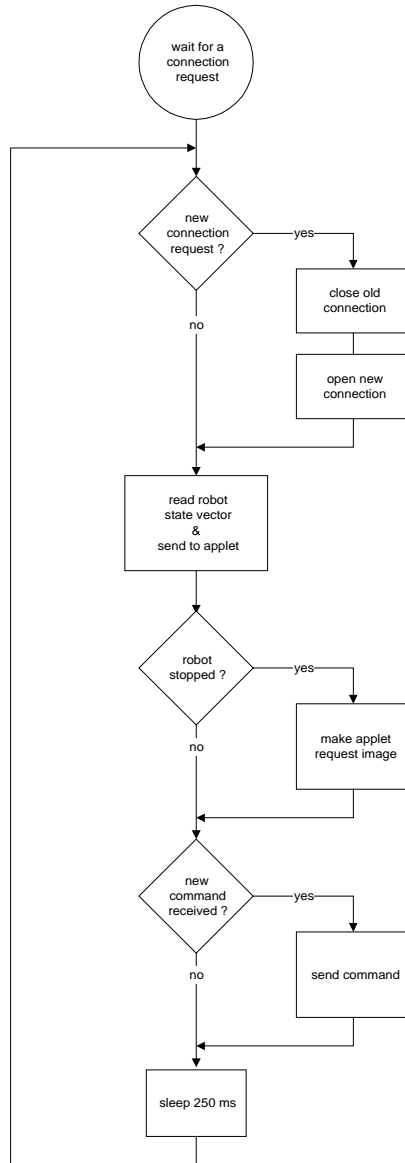 wait for a
connection
request
new
connection
request ?
yes
close old
connection
no
open new
connection
read robot
state vector
&
send to applet
robot
stopped ?
yes
make applet
request image
no
new
command
received ?
yes
send command
no
sleep 250 ms